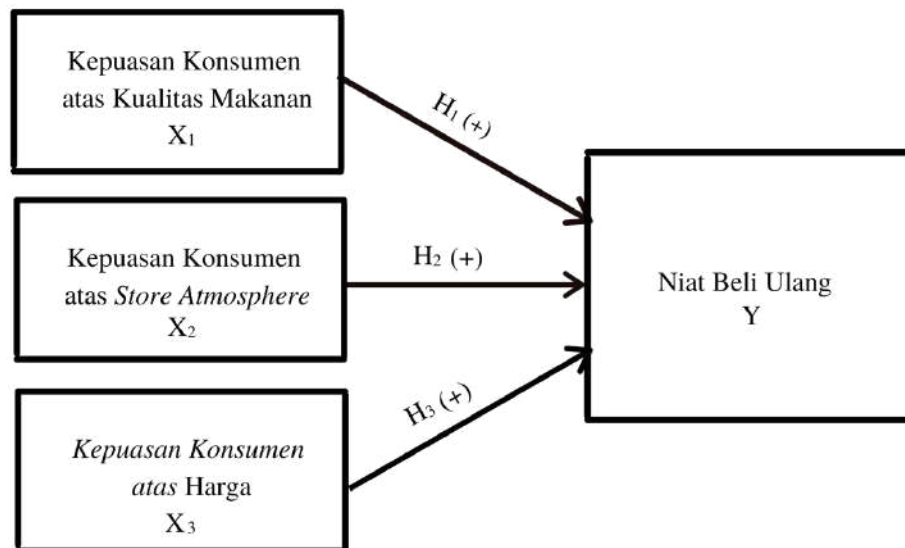 Kepuasan Konsumen
atas Kualitas Makanan
X1
H1 (+)
Kepuasan Konsumen
atas Store Atmosphere
X2
H2 (+)
Kepuasan Konsumen
atas Harga
X3
H3 (+)
Niat Beli Ulang
Y